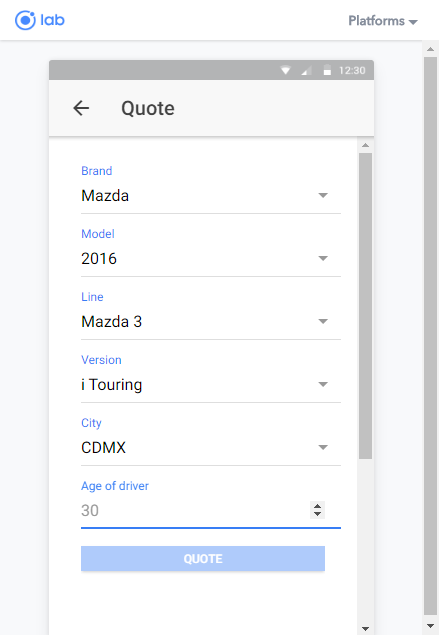 lab
Platforms
12:30
Quote
Brand
Mazda
Model
2016
Line
Mazda 3
Version
i Touring
City
CDMX
Age of driver
30
QUOTE